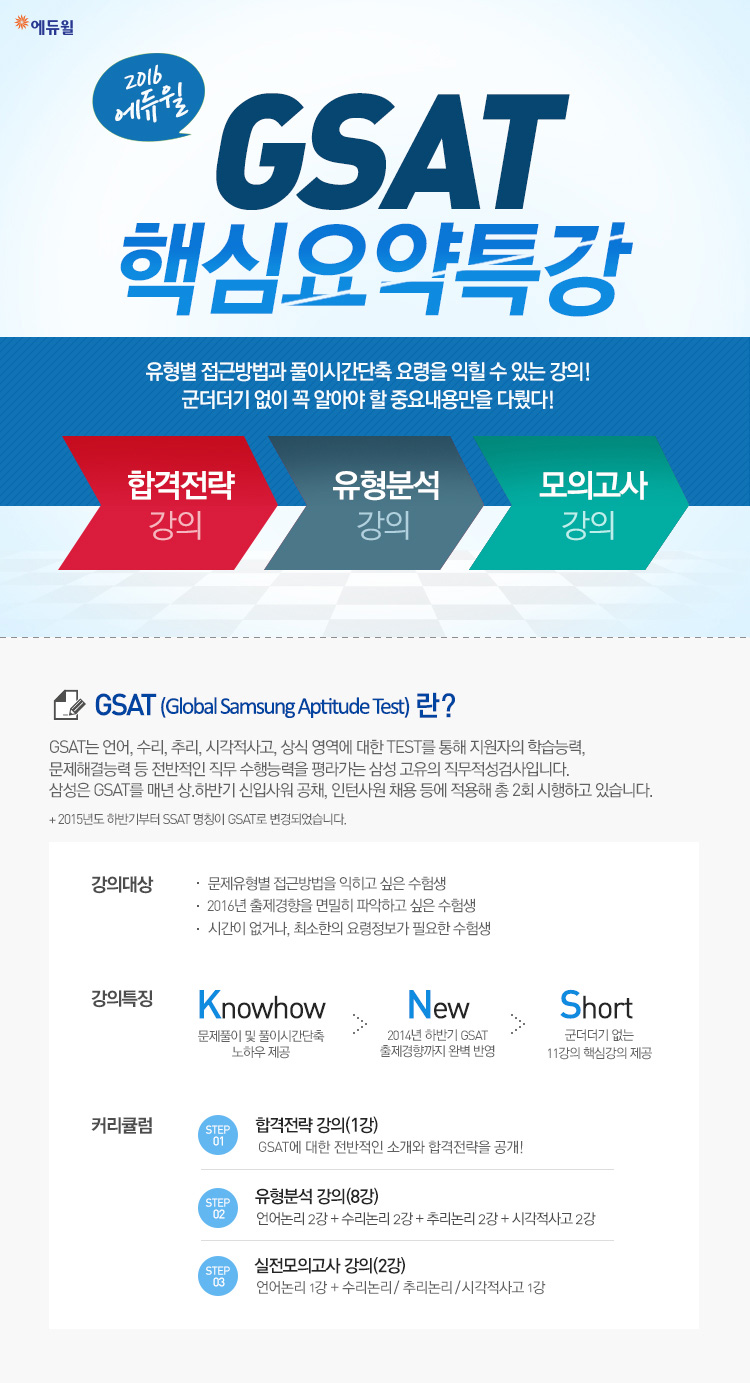 에듀윌
2016
에듀윌
GSAT
핵심요약특강
유형별 접근방법과 풀이시간단축 요령을 익힐 수 있는 강의!
군더더기 없이 꼭 알아야 할 중요내용만을 다뤘다!
합격전략
강의
유형분석
강의
모의고사
강의
GSAT (Global Samsung Aptitude Test) 란?
GSAT는 언어, 수리, 추리, 시각적사고, 상식 영역에 대한 TEST를 통해 지원자의 학습능력,
문제해결능력 등 전반적인 직무 수행능력을 평라가는 삼성 고유의 직무적성검사입니다.
삼성은 GSAT를 매년 상.하반기 신입사워 공채, 인턴사원 채용 등에 적용해 총 2회 시행하고 있습니다.
+ 2015년도 하반기부터 SSAT 명칭이 GSAT로 변경되었습니다.
강의대상
· 문제유형별 접근방법을 익히고 싶은 수험생
· 2016년 출제경향을 면밀히 파악하고 싶은 수험생
· 시간이 없거나, 최소한의 요령정보가 필요한 수험생
강의특징
Knowhow
문제풀이 및 풀이시간단축
노하우 제공
New
2014년 하반기 GSAT
출제경향까지 완벽 반영
Short
군더더기 없는
11강의 핵심강의 제공
커리큘럼
STEP
01
합격전략 강의(1강)
GSAT에 대한 전반적인 소개와 합격전략을 공개!
STEP
02
유형분석 강의(8강)
언어논리 2강 + 수리논리 2강 + 추리논리 2강 + 시각적사고 2강
STEP
03
실전모의고사 강의(2강)
언어논리 1강 + 수리논리/ 추리논리 /시각적사고 1강